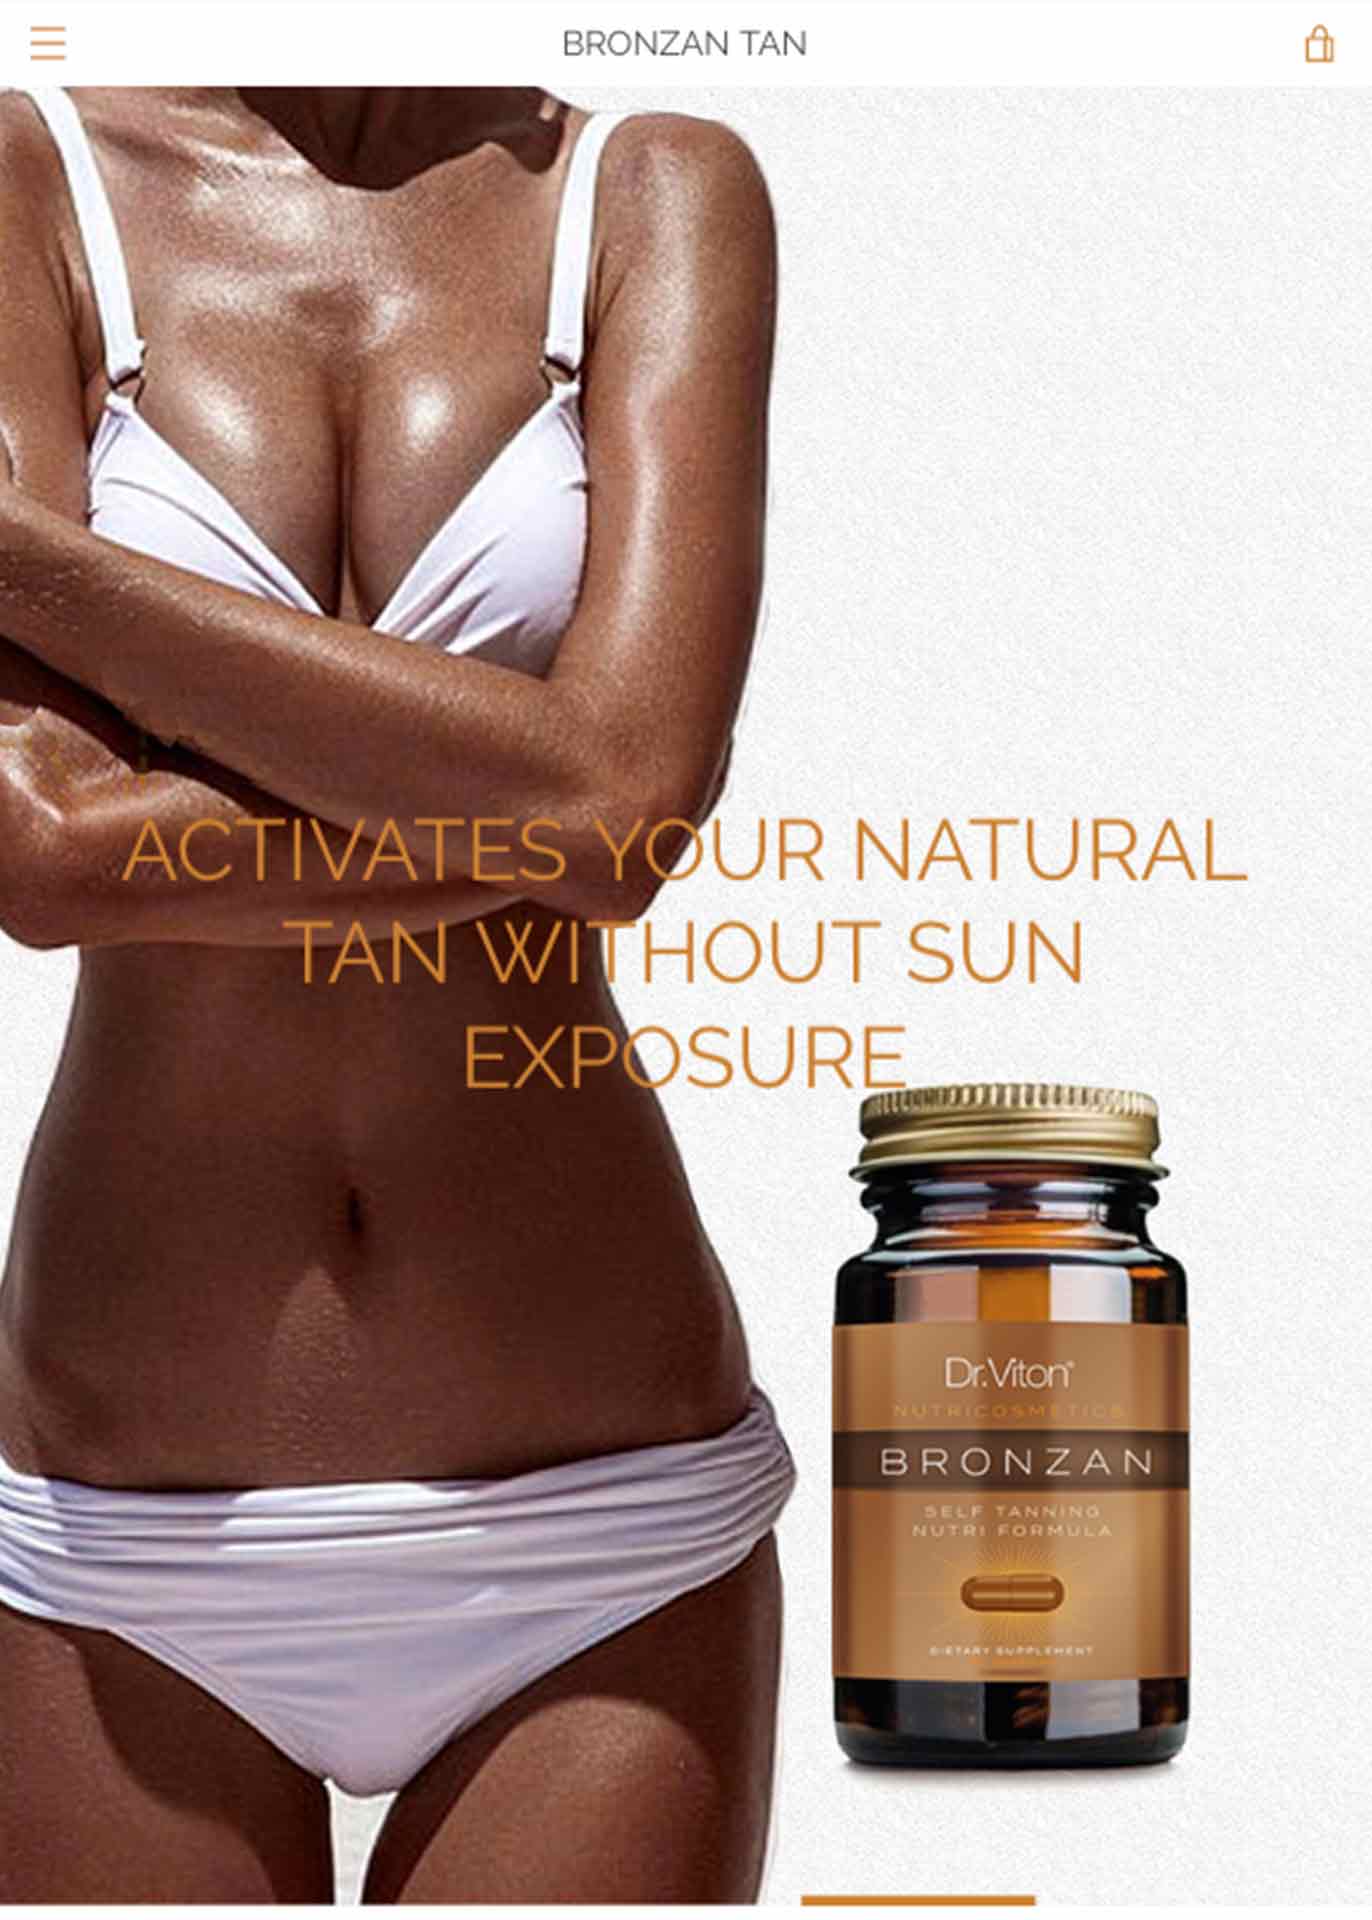 BRONZAN TAN
ACTIVATES YOUR NATURAL
TAN WITHOUT SUN
EXPOSURE
Dr.Viton®
NUTRICOSMETICS
BRONZAN
SELF TANNING
NUTRI FORMULA
DIETARY SUPPLEMENT